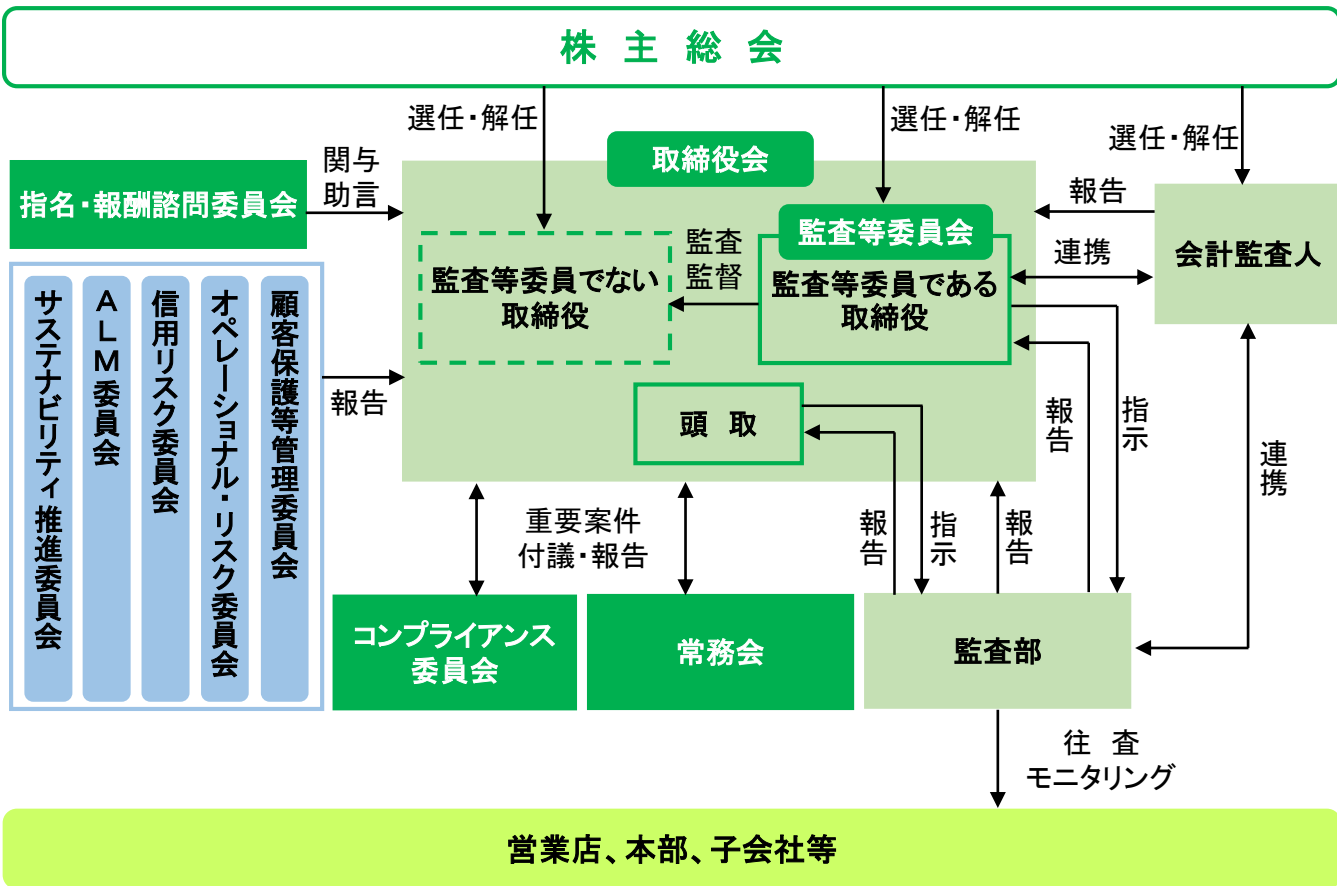 株 主 総 会
選任・解任
選任・解任
選任・解任
取締役会
指名・報酬諮問委員会
関与
助言
監査等委員でない
取締役
監査
監督
監査等委員会
監査等委員である
取締役
報告
連携
会計監査人
サステナビリティ推進委員会
ALM委員会
信用リスク委員会
オペレーショナル・リスク委員会
顧客保護等管理委員会
報告
頭 取
報告
指示
連携
重要案件
付議・報告
報告
指示
報告
コンプライアンス
委員会
常務会
監査部
往 査
モニタリング
営業店、本部、子会社等